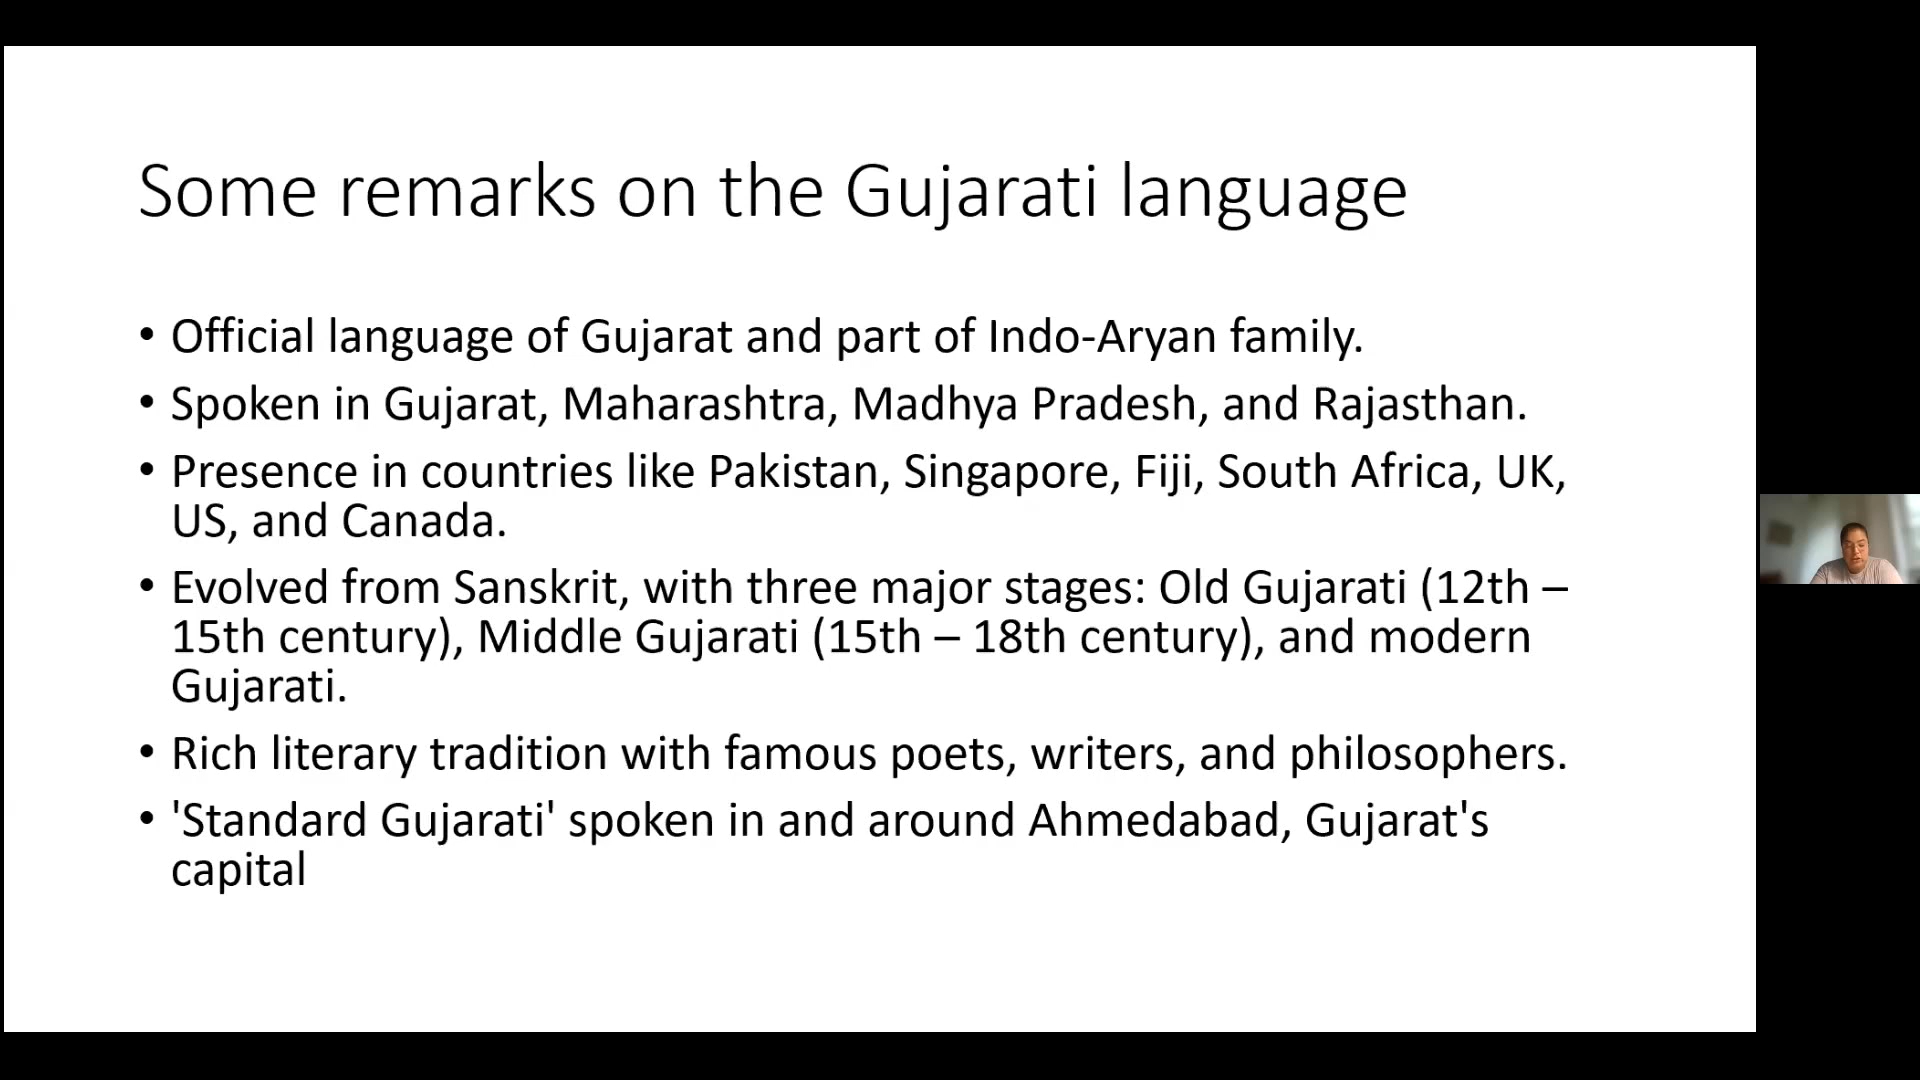 Some remarks on the Gujarati language
• Official language of Gujarat and part of Indo-Aryan family.
• Spoken in Gujarat, Maharashtra, Madhya Pradesh, and Rajasthan.
• Presence in countries like Pakistan, Singapore, Fiji, South Africa, UK,
US, and Canada.
• Evolved from Sanskrit, with three major stages: Old Gujarati (12th –
15th century), Middle Gujarati (15th – 18th century), and modern
Gujarati.
• Rich literary tradition with famous poets, writers, and philosophers.
• 'Standard Gujarati' spoken in and around Ahmedabad, Gujarat's
capital